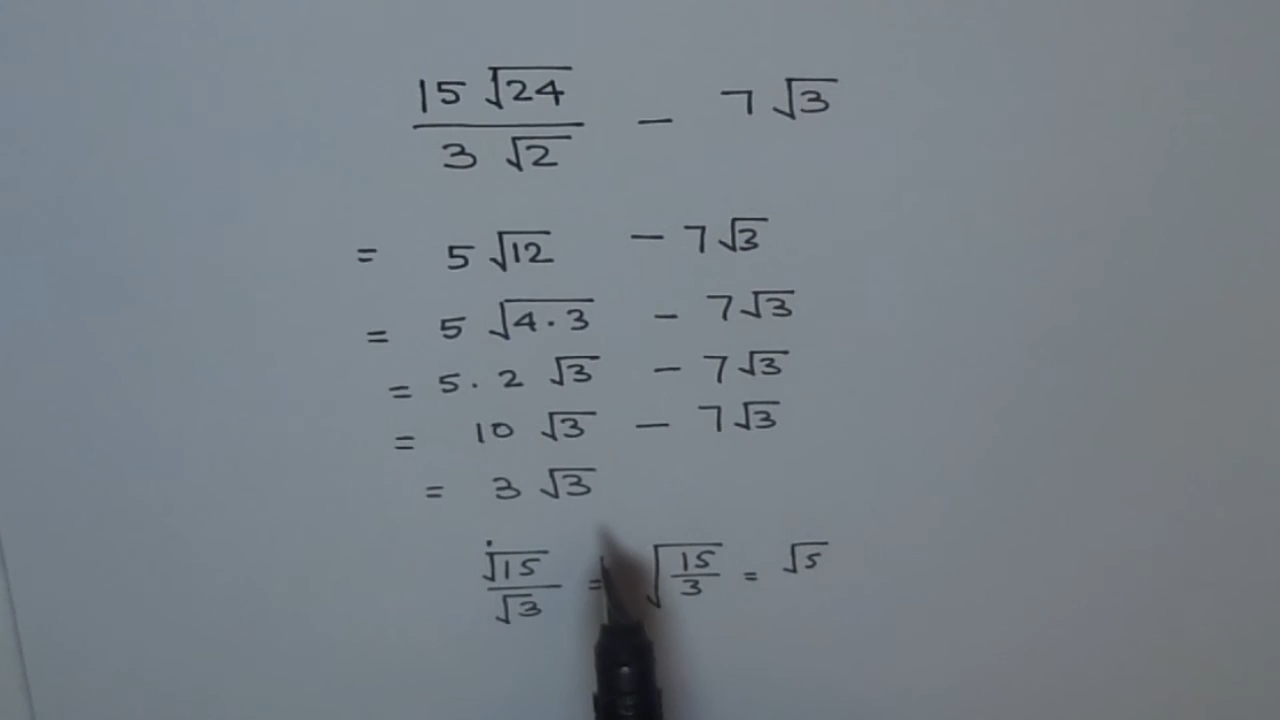 15 √24 / 3 √2 - 7 √3
= 5 √12 - 7 √3
= 5 √4·3 - 7 √3
= 5 · 2 √3 - 7 √3
= 10 √3 - 7 √3
= 3 √3
√15 / √3 = √15/3 = √5